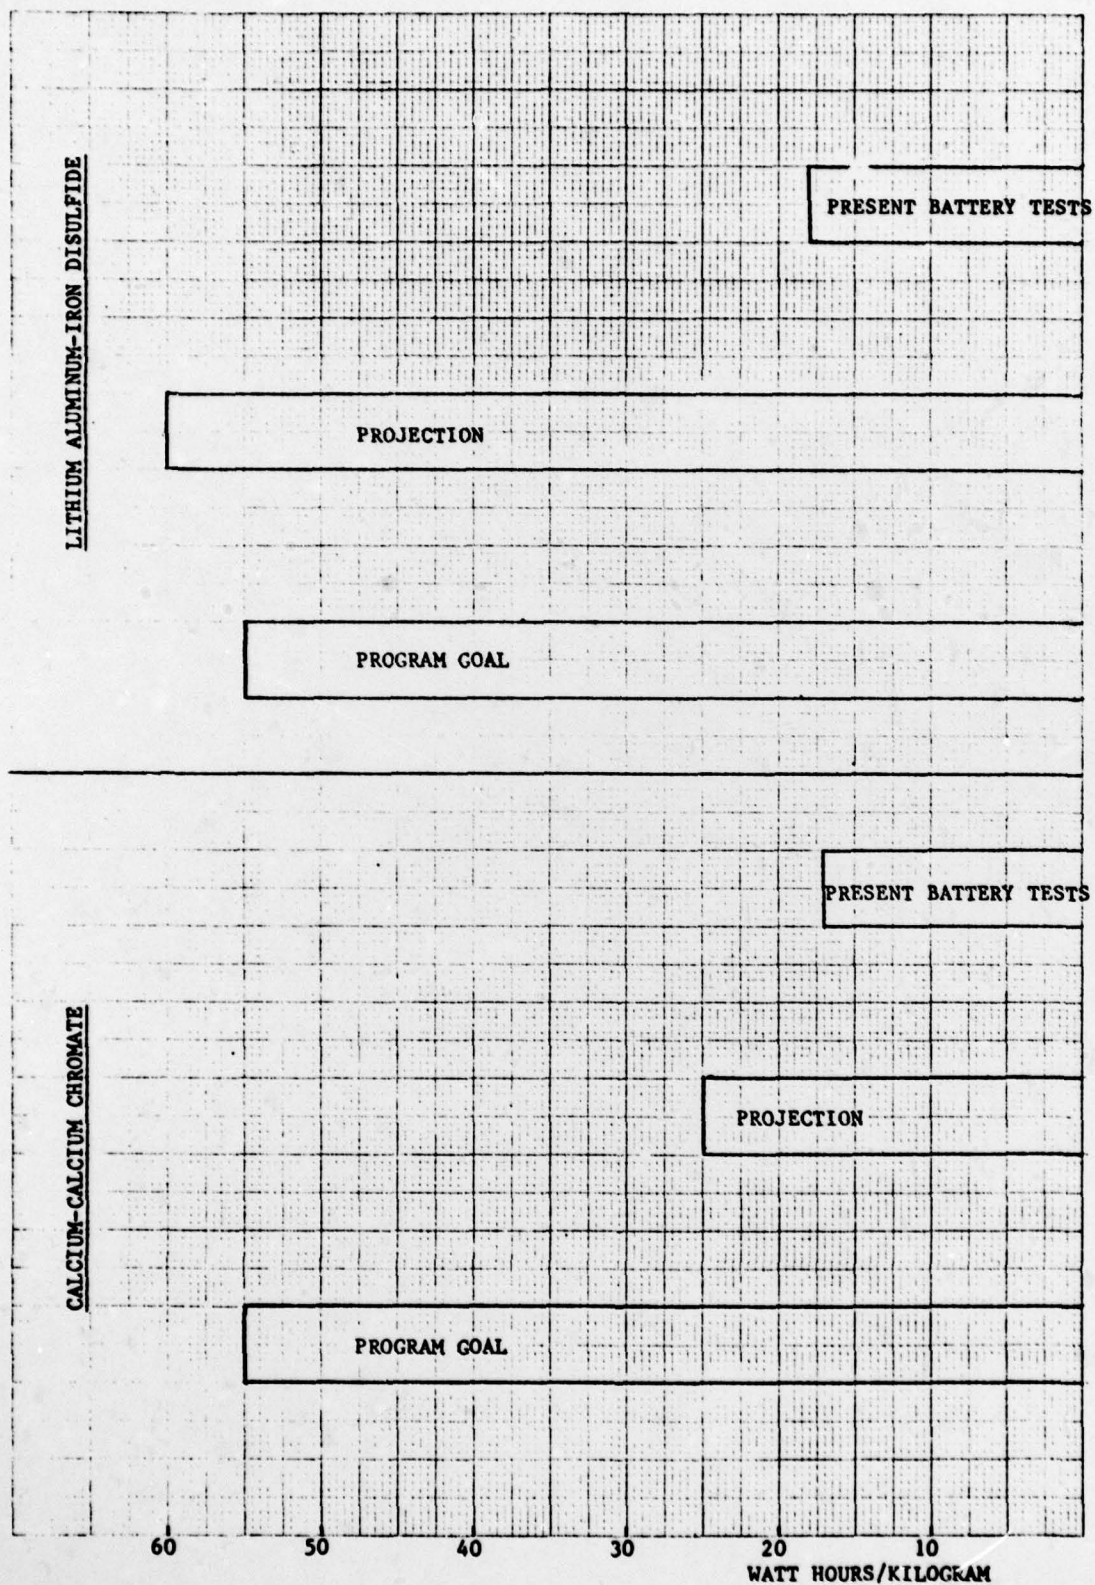 LITHIUM ALUMINUM-IRON DISULFIDE
PRESENT BATTERY TESTS
PROJECTION
PROGRAM GOAL
CALCIUM-CALCIUM CHROMATE
PRESENT BATTERY TESTS
PROJECTION
PROGRAM GOAL
60 50 40 30 20 10
WATT HOURS/KILOGRAM